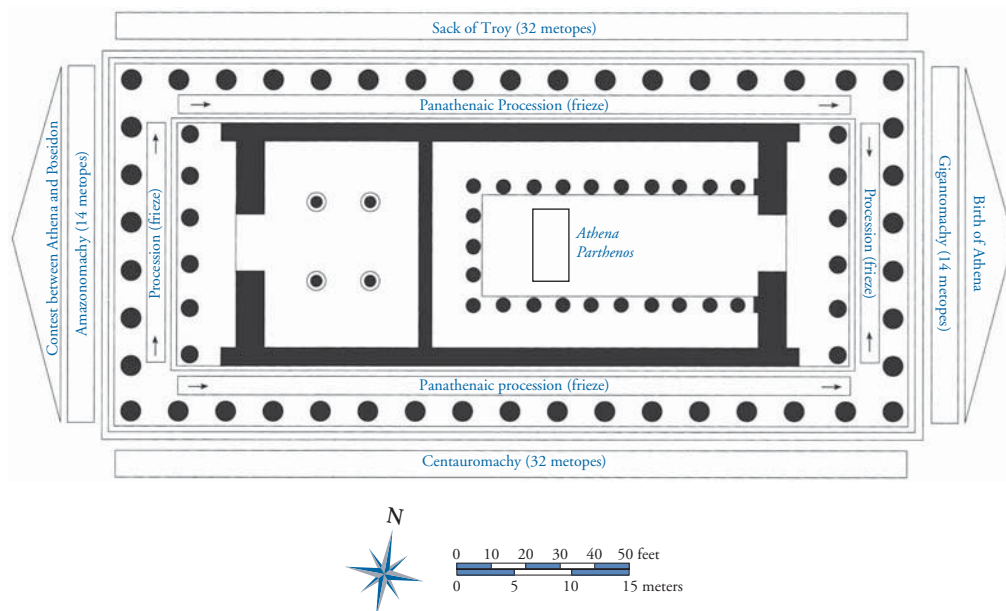 Sack of Troy (32 metopes)
Panathenaic Procession (frieze)
Contest between Athena and Poseidon
Amazonomachy (14 metopes)
Procession (frieze)
Athena
Parthenos
Procession (frieze)
Gigantomachy (14 metopes)
Birth of Athena
Panathenaic procession (frieze)
Centauromachy (32 metopes)
N
0 10 20 30 40 50 feet
0 5 10 15 meters